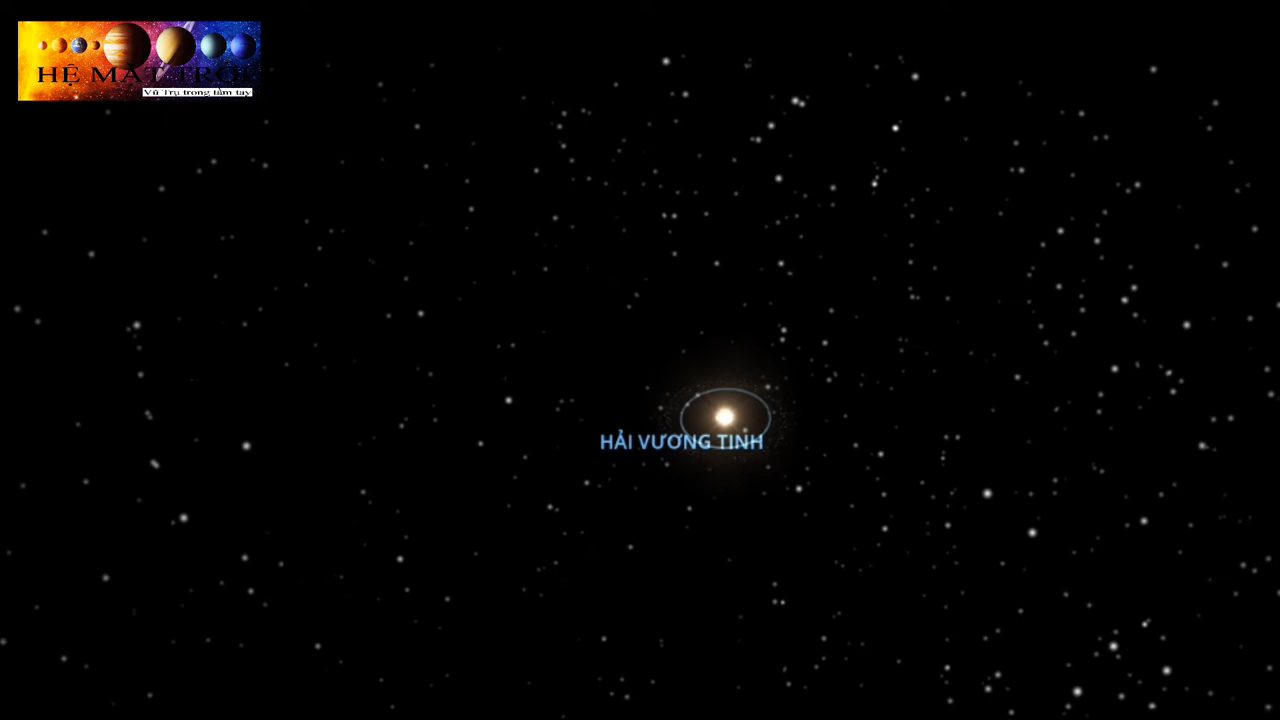 HỆ MẶT TRỜI
Vũ Trụ trong tầm tay
HẢI VƯƠNG TINH